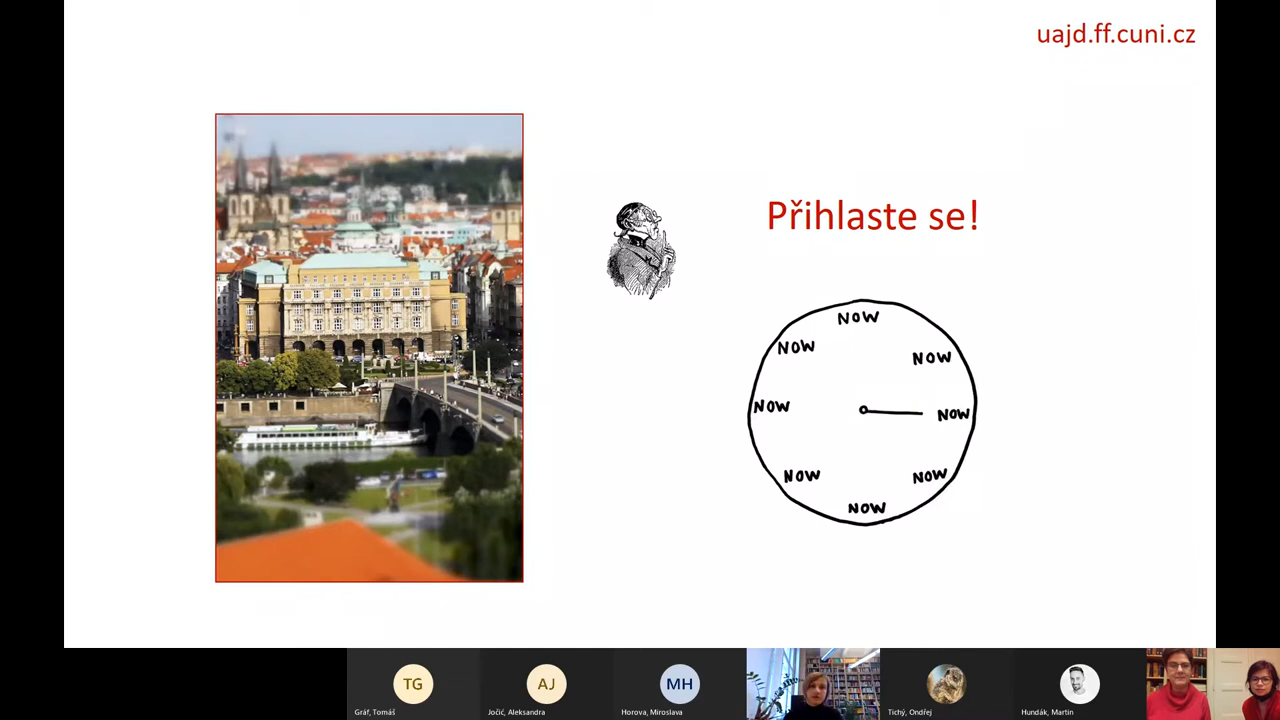 uajd.ff.cuni.cz
Přihlaste se!
NOW
NOW
NOW
NOW
NOW
NOW
NOW
NOW
TG
AJ
MH
Gráf, Tomáš
Jočić, Aleksandra
Horova, Miroslava
Tichý, Ondřej
Hundák, Martin